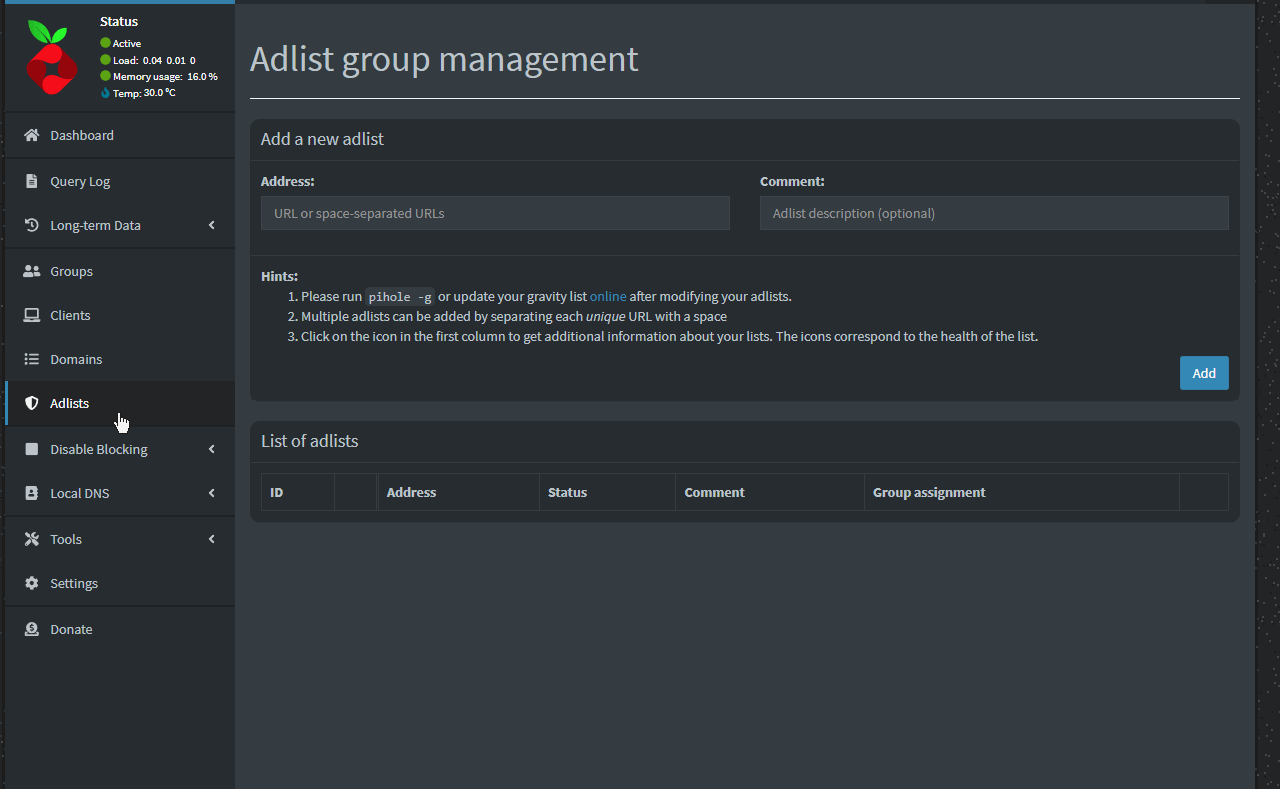 Status
Active
Load: 0.04 0.01 0
Memory usage: 16.0 %
Temp: 30.0 °C
Dashboard
Query Log
Long-term Data
Groups
Clients
Domains
Adlists
Disable Blocking
Local DNS
Tools
Settings
Donate
Adlist group management
Add a new adlist
Address: Comment:
URL or space-separated URLs Adlist description (optional)
Hints:
1. Please run pihole -g or update your gravity list online after modifying your adlists.
2. Multiple adlists can be added by separating each unique URL with a space
3. Click on the icon in the first column to get additional information about your lists. The icons correspond to the health of the list.
Add
List of adlists
ID Address Status Comment Group assignment